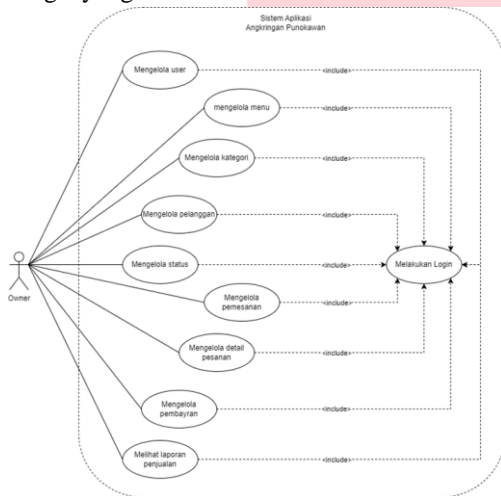 Sistem Aplikasi
Angkringan Punokawan
Mengelola user
<include>
mengelola menu
<include>
Mengelola kategori
<include>
Mengelola pelanggan
<include>
Mengelola status
<include>
Melakukan Login
Owner
Mengelola
pemesanan
<include>
Mengelola detail
pesanan
<include>
Mengelola
pembayran
<include>
Melihat laporan
penjualan
<include>